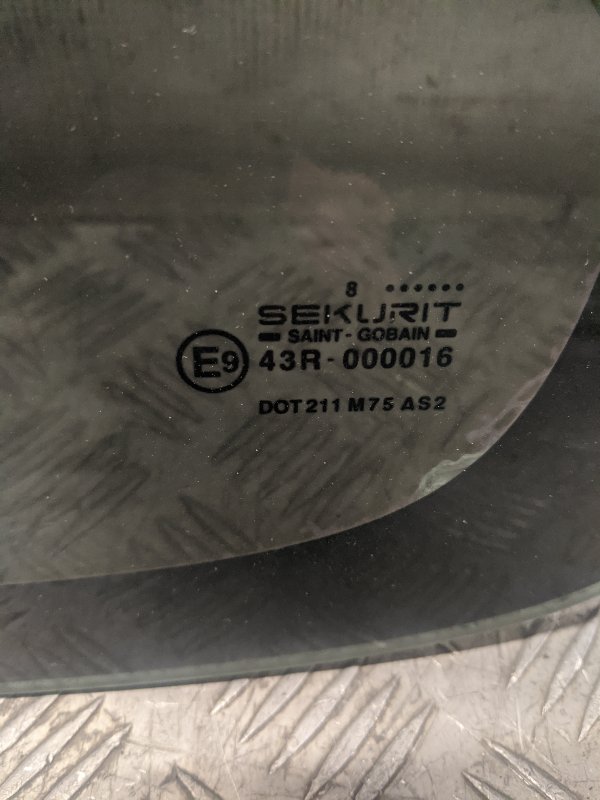 8 ••••••
SEKURIT
SAINT-GOBAIN
E9 43R-000016
DOT211 M75 AS2